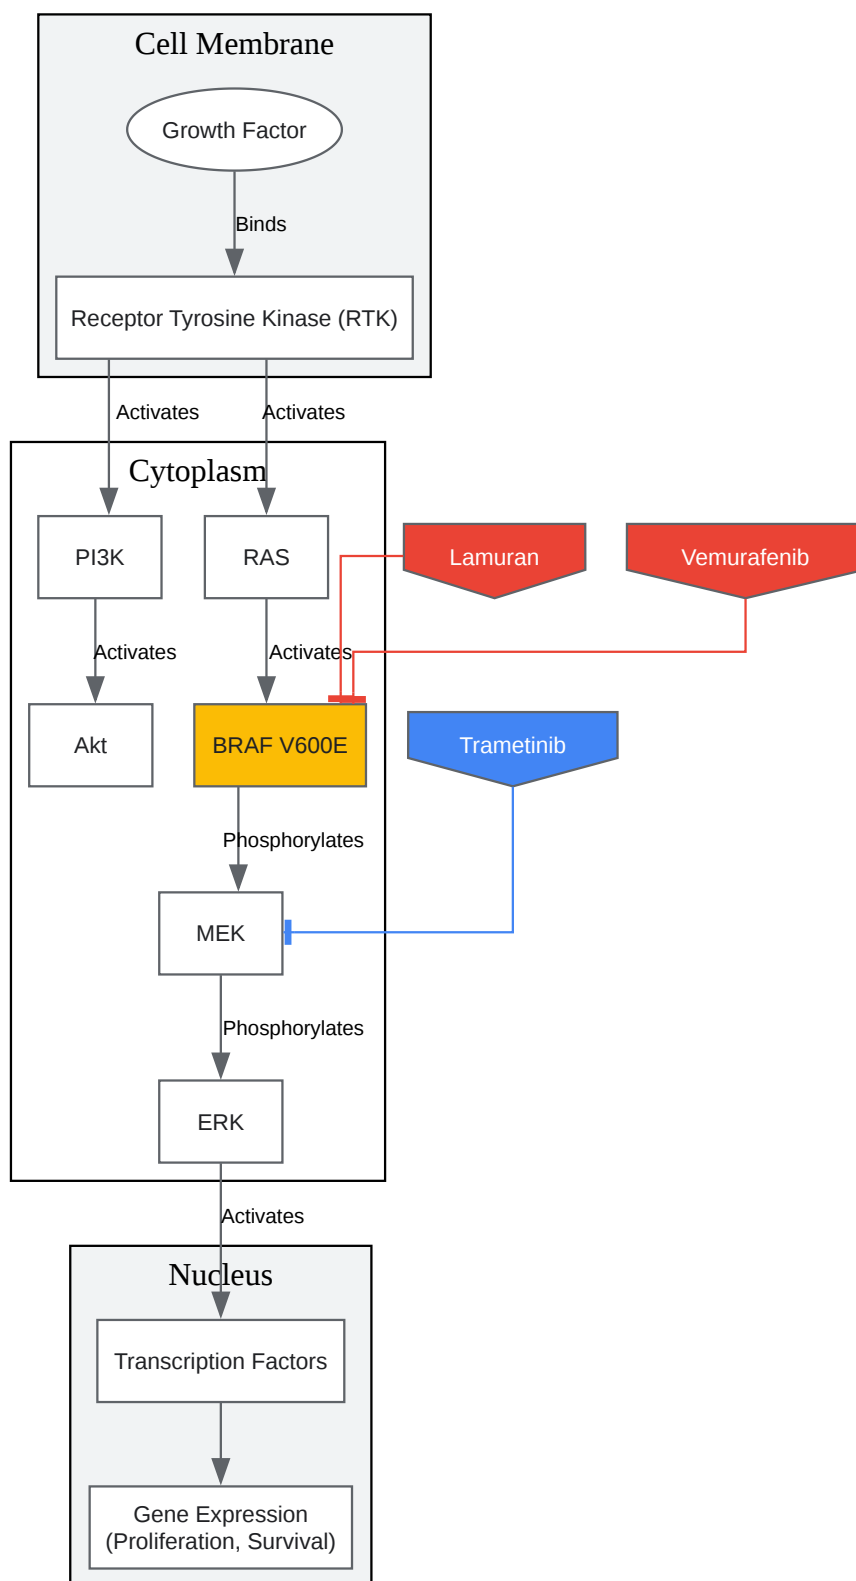 Cell Membrane
Growth Factor
Binds
Receptor Tyrosine Kinase (RTK)
Activates
Activates
Cytoplasm
PI3K
RAS
Lamuran
Vemurafenib
Activates
Activates
Akt
BRAF V600E
Trametinib
Phosphorylates
MEK
Phosphorylates
ERK
Activates
Nucleus
Transcription Factors
Gene Expression
(Proliferation, Survival)